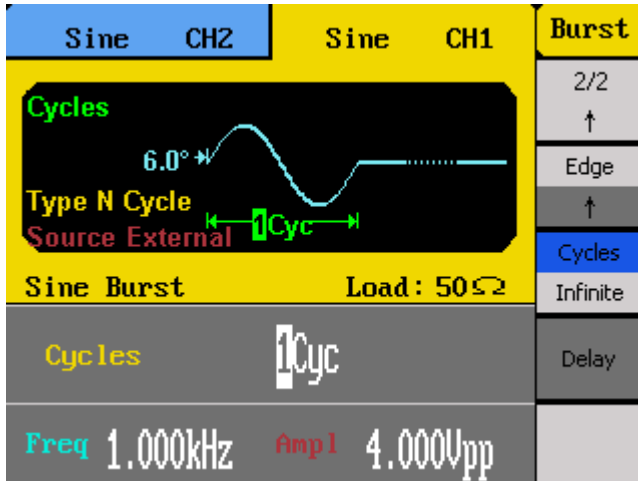 Sine CH2 Sine CH1 Burst
2/2
↑
Cycles
6.0°
Edge
↑
Type N Cycle
1Cyc
Source External
Cycles
Infinite
Sine Burst Load: 50Ω
Cycles 1Cyc
Delay
Freq 1.000kHz Ampl 4.000Vpp